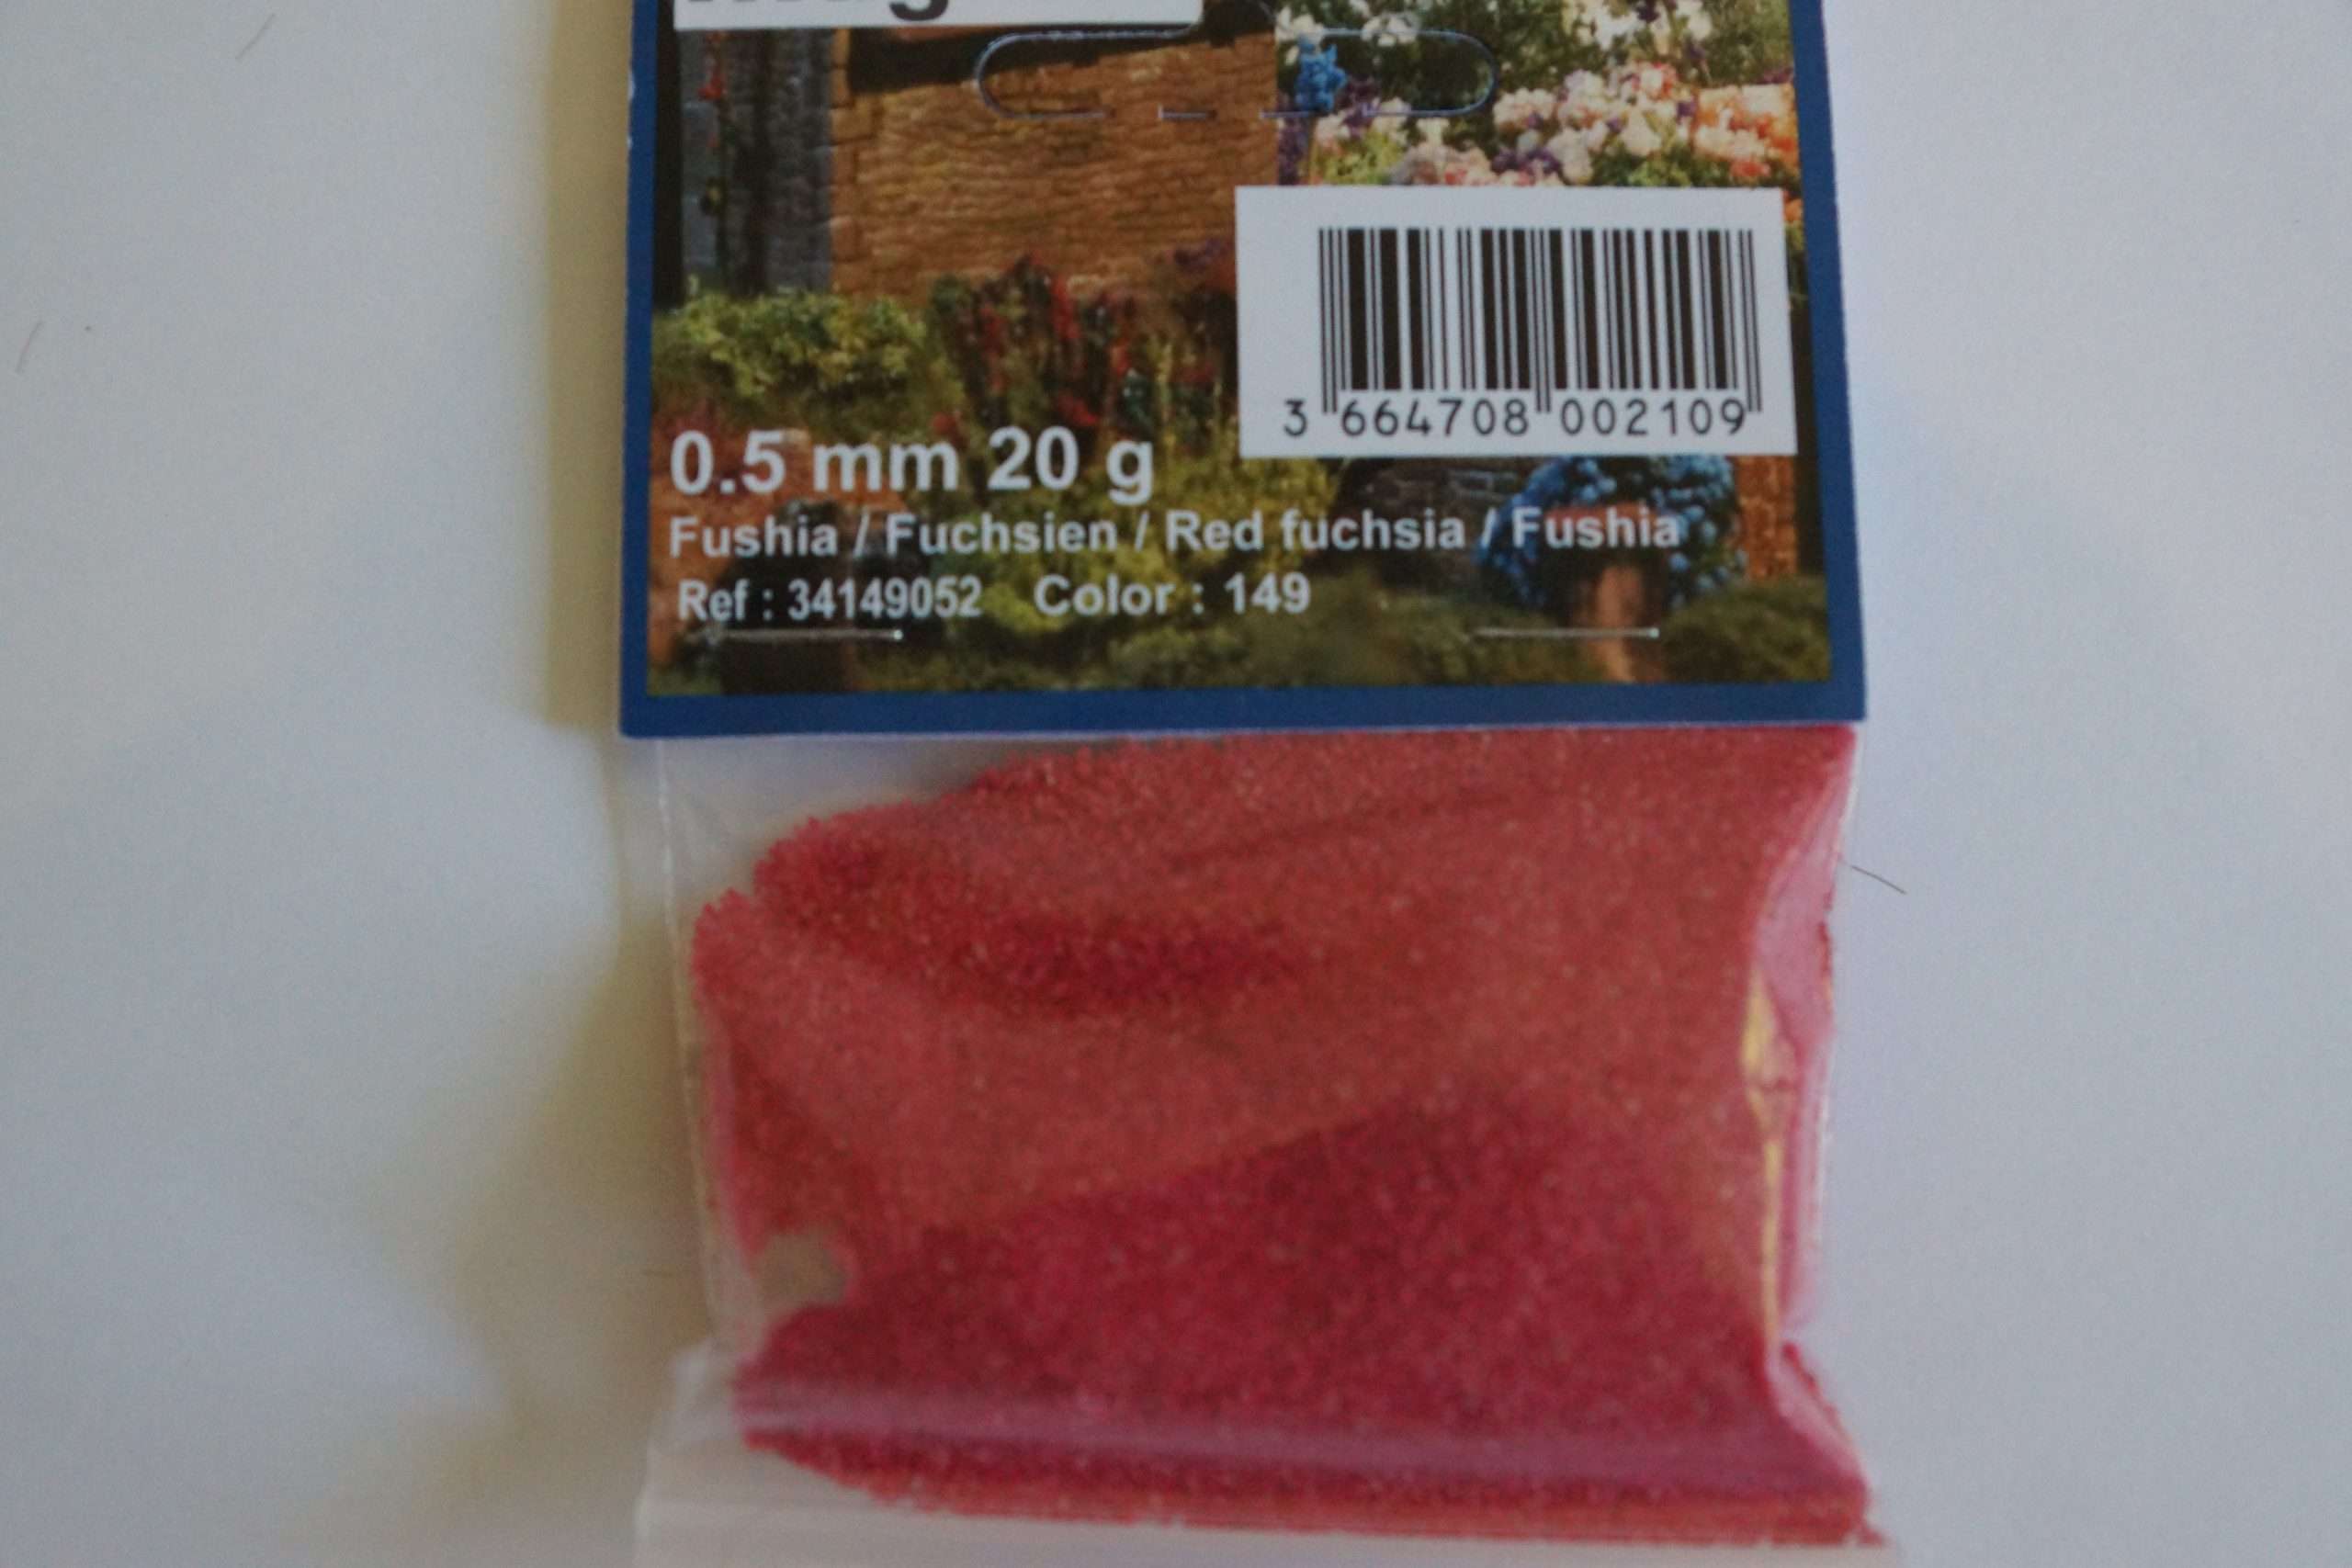 3 664708 002109
0.5 mm 20 g
Fushia / Fuchsien / Red fuchsia / Fushia
Ref : 34149052 Color : 149